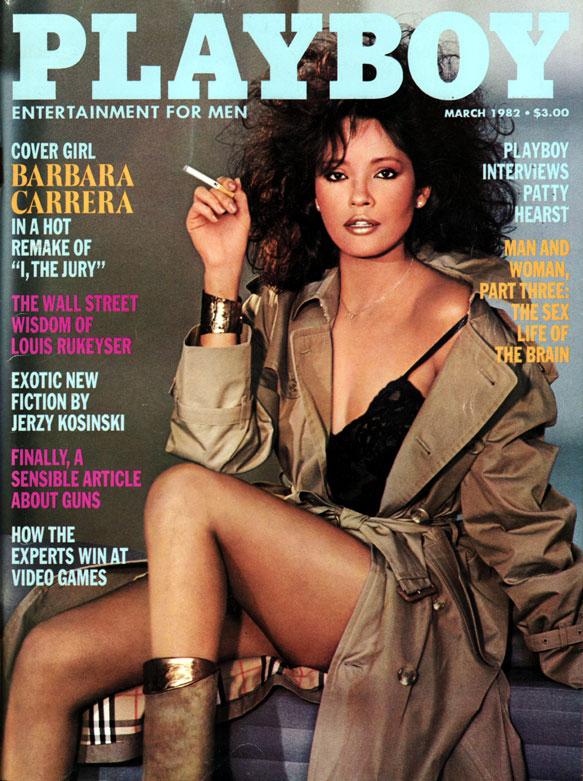 PLAYBOY
ENTERTAINMENT FOR MEN
MARCH 1982 • $3.00
COVER GIRL
BARBARA
CARRERA
IN A HOT
REMAKE OF
“I, THE JURY”
THE WALL STREET
WISDOM OF
LOUIS RUKEYSER
EXOTIC NEW
FICTION BY
JERZY KOSINSKI
FINALLY, A
SENSIBLE ARTICLE
ABOUT GUNS
HOW THE
EXPERTS WIN AT
VIDEO GAMES
PLAYBOY
INTERVIEWS
PATTY
HEARST
MAN AND
WOMAN,
PART THREE:
THE SEX
LIFE OF
THE BRAIN